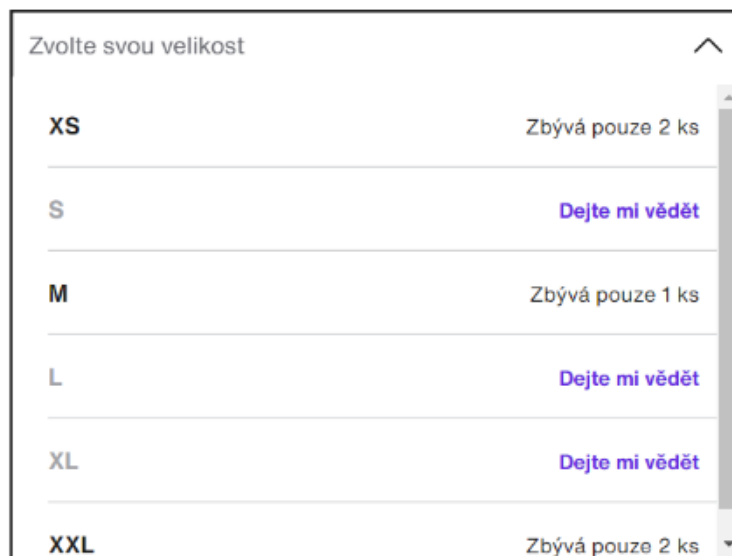 Zvolte svou velikost
XS Zbývá pouze 2 ks
S Dejte mi vědět
M Zbývá pouze 1 ks
L Dejte mi vědět
XL Dejte mi vědět
XXL Zbývá pouze 2 ks